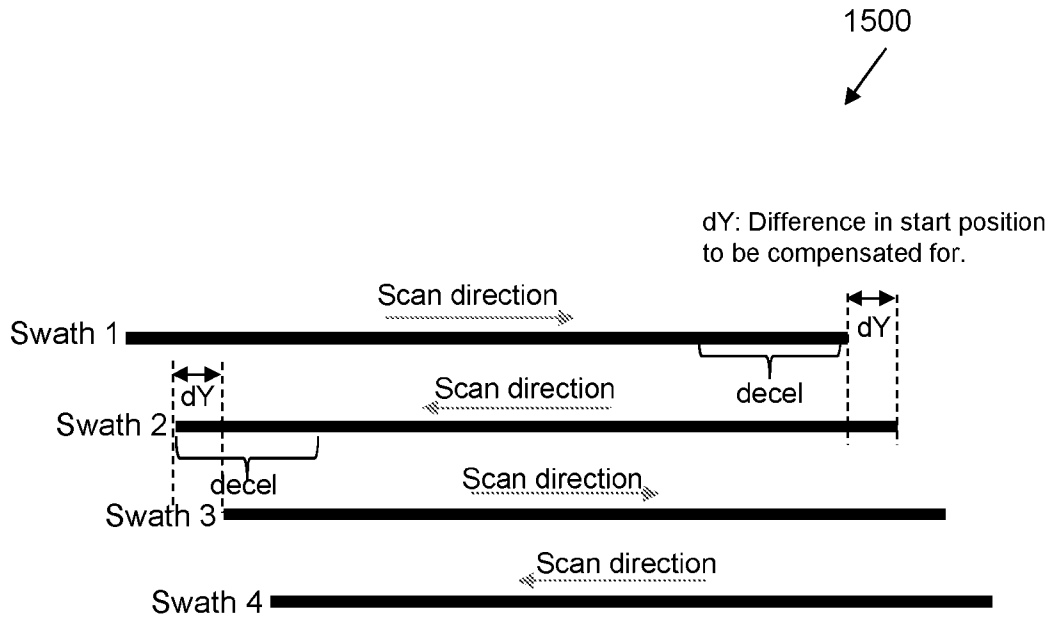 1500
dY: Difference in start position
to be compensated for.
Scan direction
Swath 1
dY
decel
dY
Scan direction
Swath 2
decel
Scan direction
Swath 3
Scan direction
Swath 4